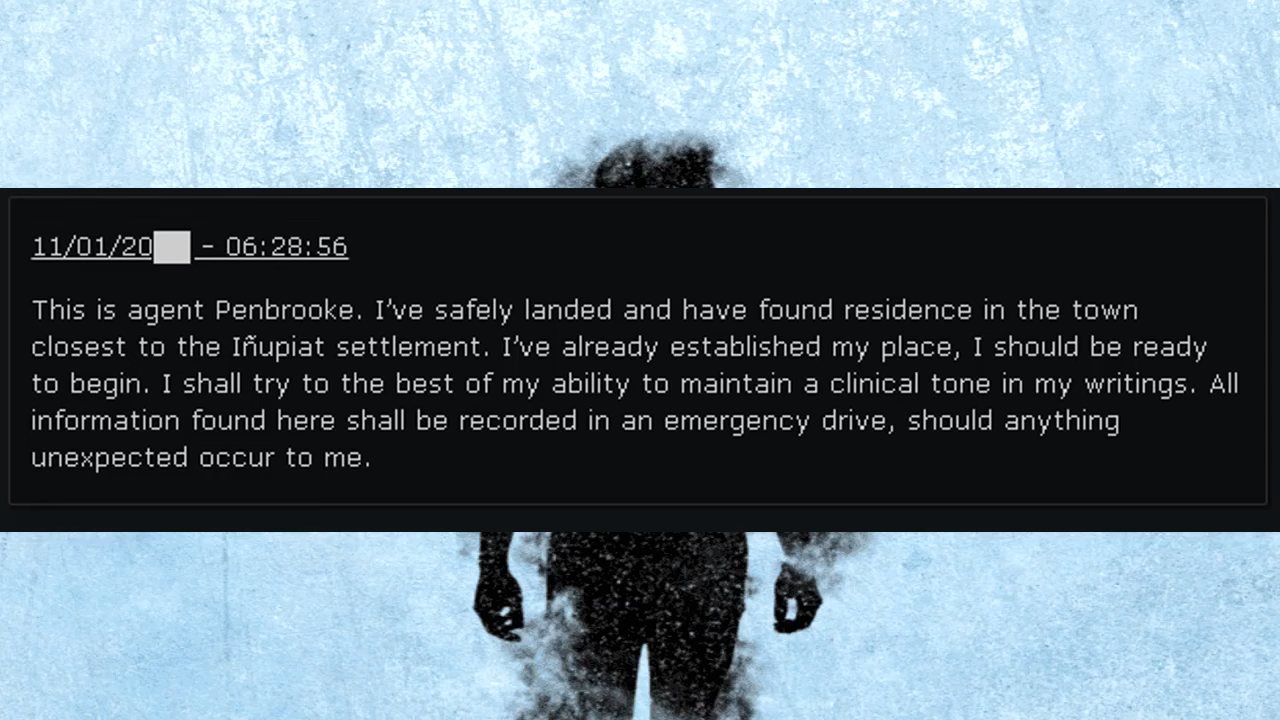 11/01/20██ - 06:28:56
This is agent Penbrooke. I’ve safely landed and have found residence in the town
closest to the Iñupiat settlement. I’ve already established my place, I should be ready
to begin. I shall try to the best of my ability to maintain a clinical tone in my writings. All
information found here shall be recorded in an emergency drive, should anything
unexpected occur to me.